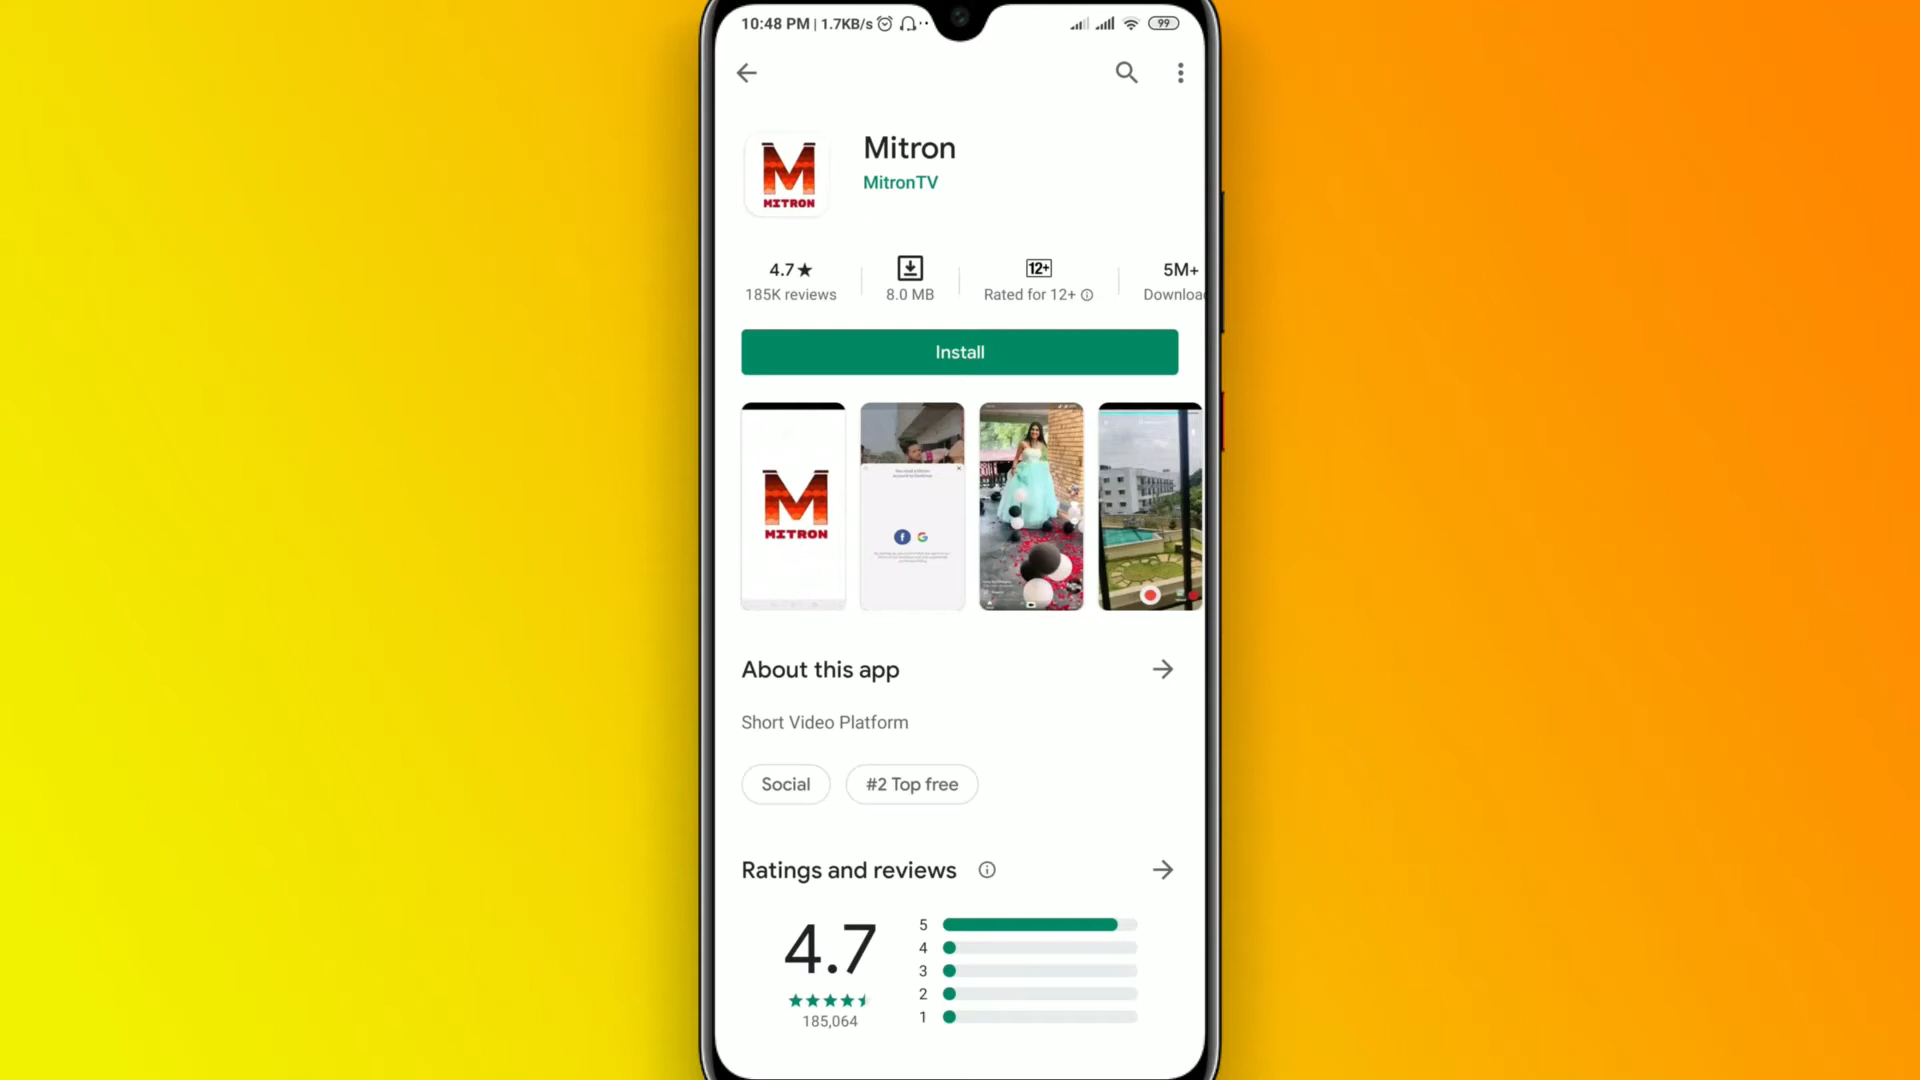 10:48 PM | 1.7KB/s
99
M
MITRON
Mitron
MitronTV
4.7★
185K reviews
8.0 MB
12+
Rated for 12+
5M+
Downloa
Install
M
MITRON
About this app
Short Video Platform
Social
#2 Top free
Ratings and reviews
4.7
185,064
5
4
3
2
1